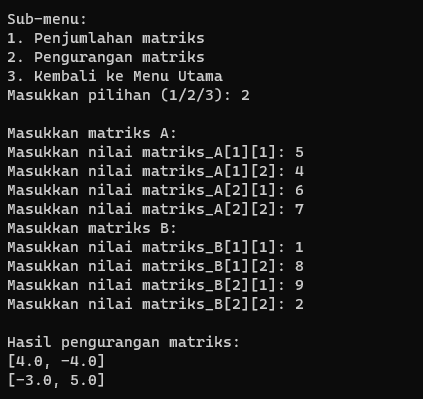 Sub-menu:
1. Penjumlahan matriks
2. Pengurangan matriks
3. Kembali ke Menu Utama
Masukkan pilihan (1/2/3): 2
Masukkan matriks A:
Masukkan nilai matriks_A[1][1]: 5
Masukkan nilai matriks_A[1][2]: 4
Masukkan nilai matriks_A[2][1]: 6
Masukkan nilai matriks_A[2][2]: 7
Masukkan matriks B:
Masukkan nilai matriks_B[1][1]: 1
Masukkan nilai matriks_B[1][2]: 8
Masukkan nilai matriks_B[2][1]: 9
Masukkan nilai matriks_B[2][2]: 2
Hasil pengurangan matriks:
[4.0, -4.0]
[-3.0, 5.0]